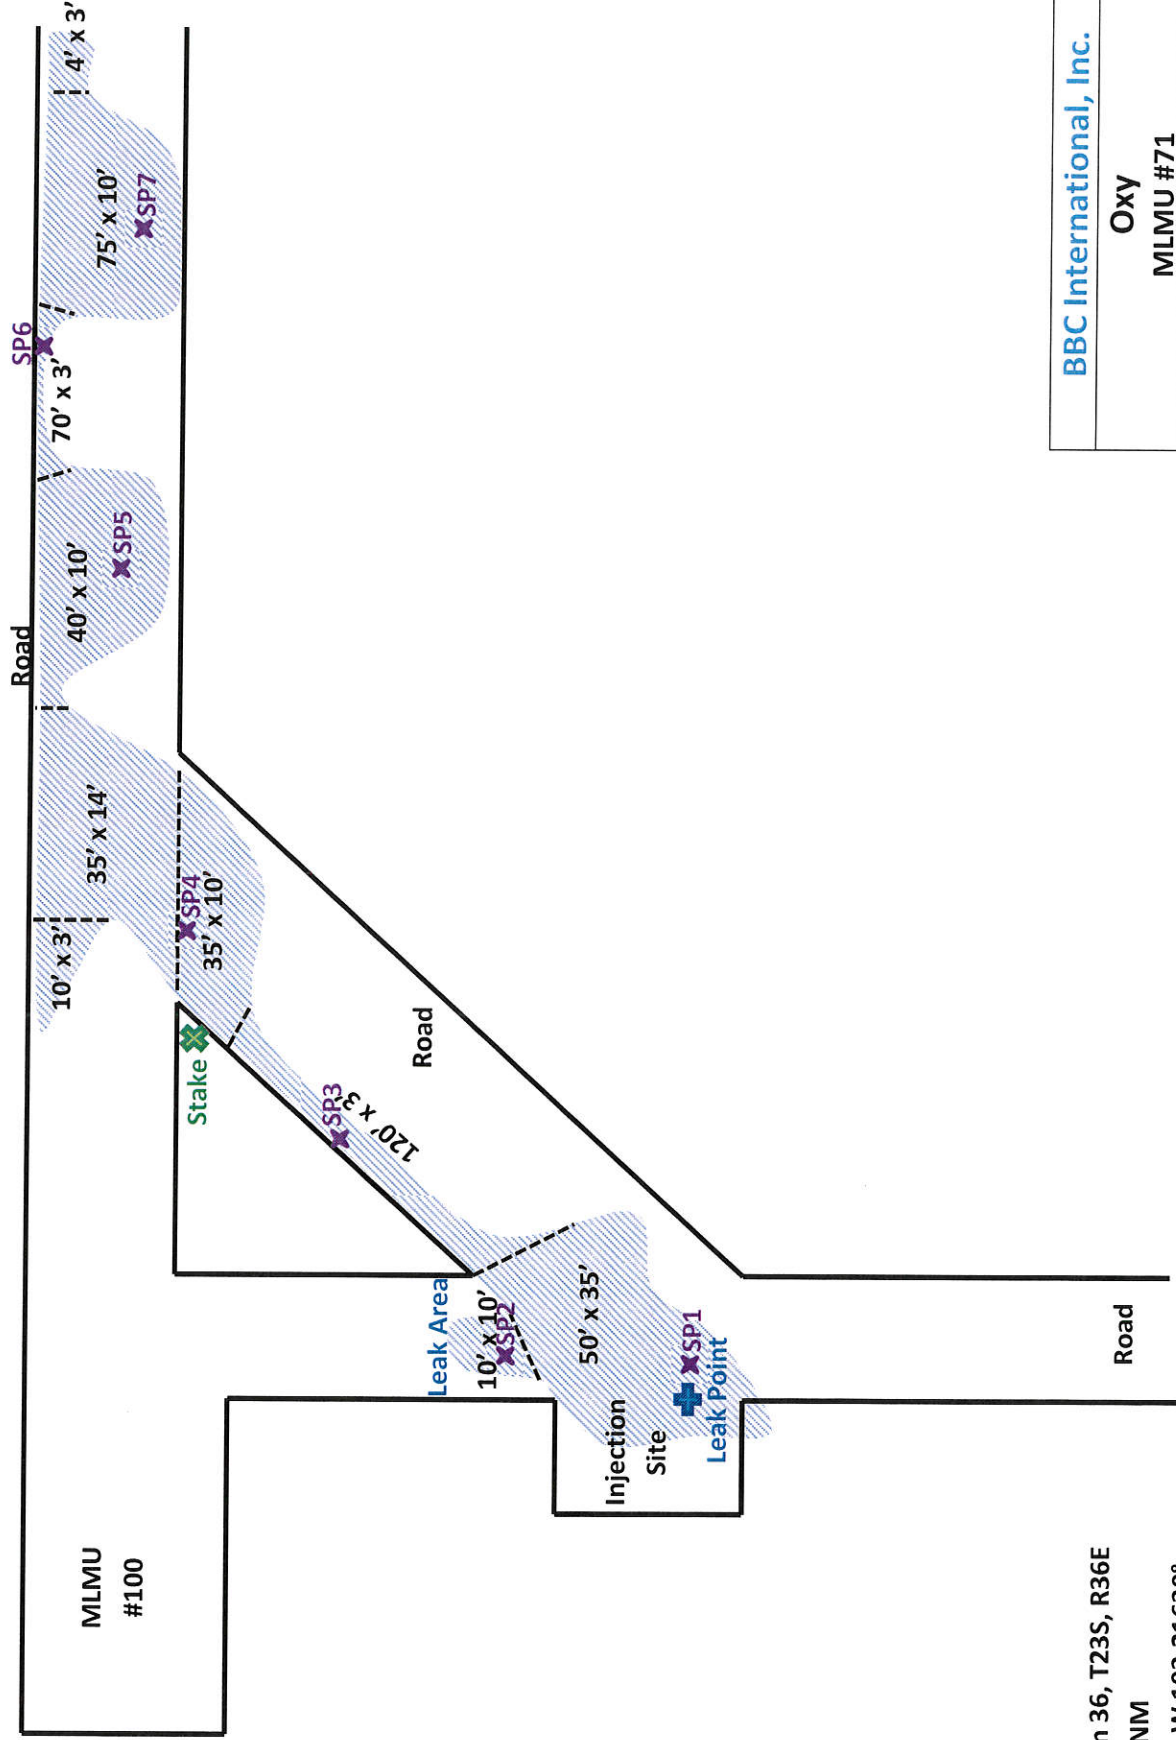 Road
SP6
10' x 3'
70' x 3'
4' x 3'
40' x 10'
MLMU
#100
35' x 14'
75' x 10'
SP5
SP7
SP4
Stake
35' x 10'
SP3
120' x 3'
Road
Leak Area
10' x 10'
SP2
50' x 35'
Injection
Site
SP1
Leak Point
Road
n 36, T23S, R36E
NM
BBC International, Inc.
Oxy
MLMU #71